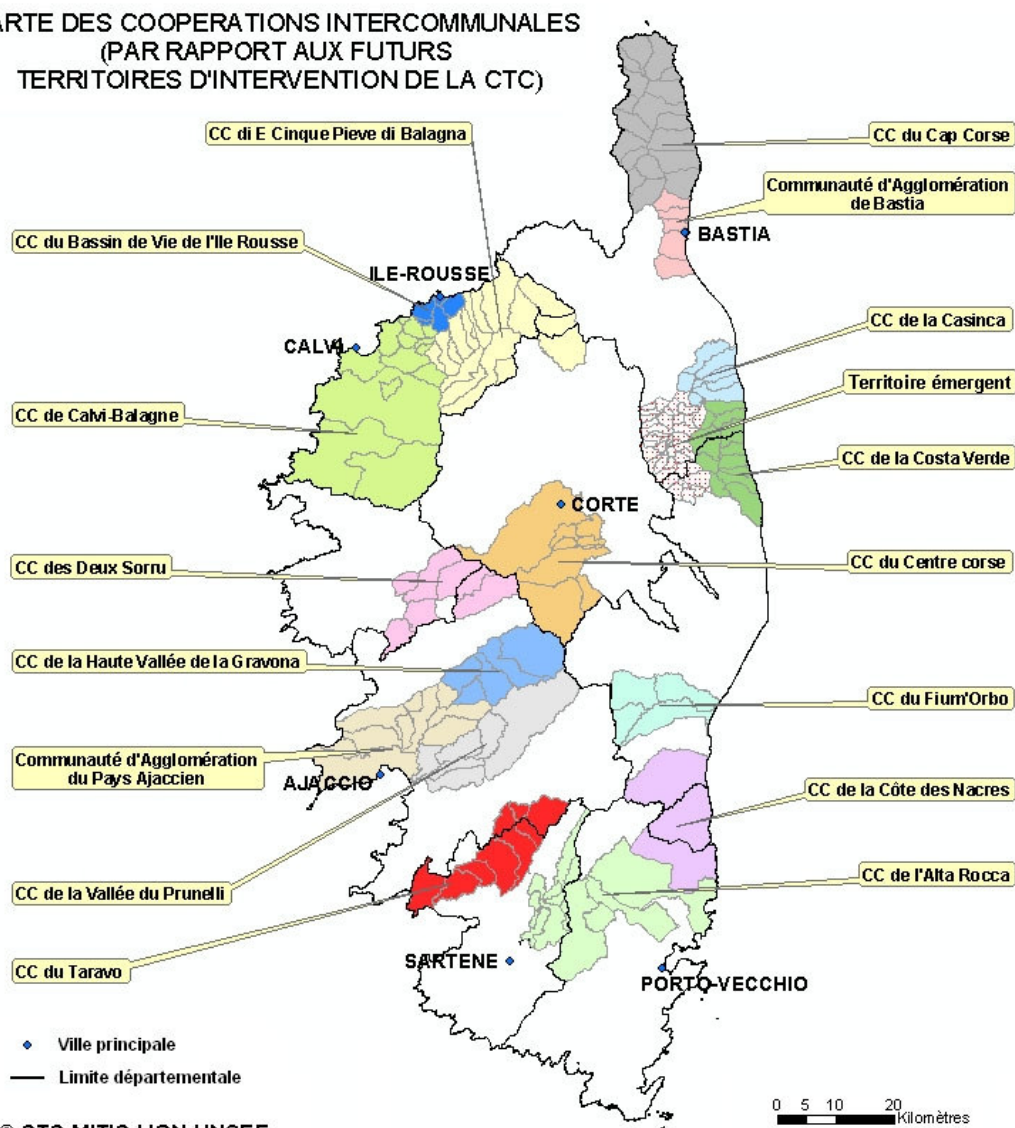 ARTE DES COOPERATIONS INTERCOMMUNALES
(PAR RAPPORT AUX FUTURS
TERRITOIRES D'INTERVENTION DE LA CTC)
CC di E Cinque Pieve di Balagna
CC du Cap Corse
Communauté d'Agglomération
de Bastia
BASTIA
CC du Bassin de Vie de l'Ile Rousse
ILE-ROUSSE
CC de la Casinca
CALVI
Territoire émergent
CC de Calvi-Balagne
CC de la Costa Verde
CORTE
CC des Deux Sorru
CC du Centre corse
CC de la Haute Vallée de la Gravona
CC du Fium'Orbo
Communauté d'Agglomération
du Pays Ajaccien
AJACCIO
CC de la Côte des Nacres
CC de la Vallée du Prunelli
CC de l'Alta Rocca
CC du Taravo
SARTENE
PORTO-VECCHIO
Ville principale
Limite départementale
0 5 10 20
Kilomètres